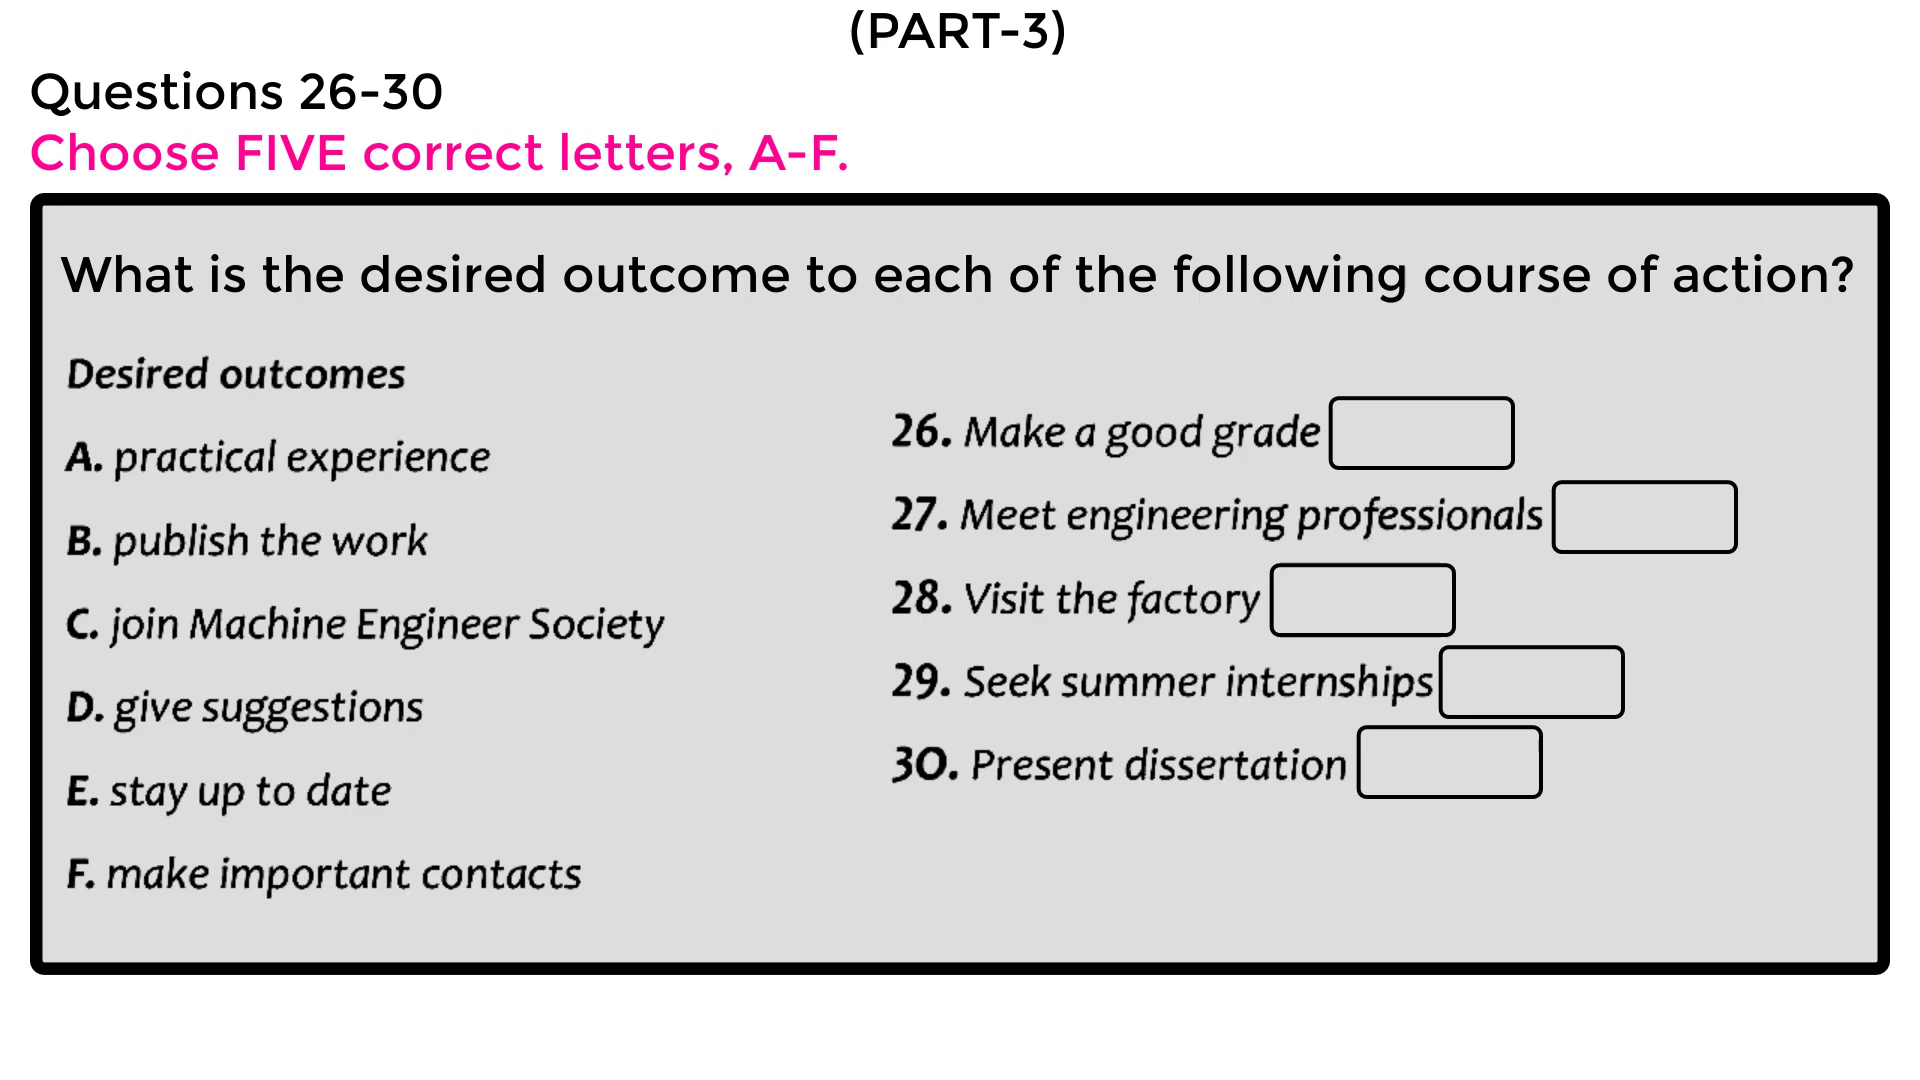 (PART-3)
Questions 26-30
Choose FIVE correct letters, A-F.
What is the desired outcome to each of the following course of action?
Desired outcomes
A. practical experience
B. publish the work
C. join Machine Engineer Society
D. give suggestions
E. stay up to date
F. make important contacts
26. Make a good grade
27. Meet engineering professionals
28. Visit the factory
29. Seek summer internships
30. Present dissertation